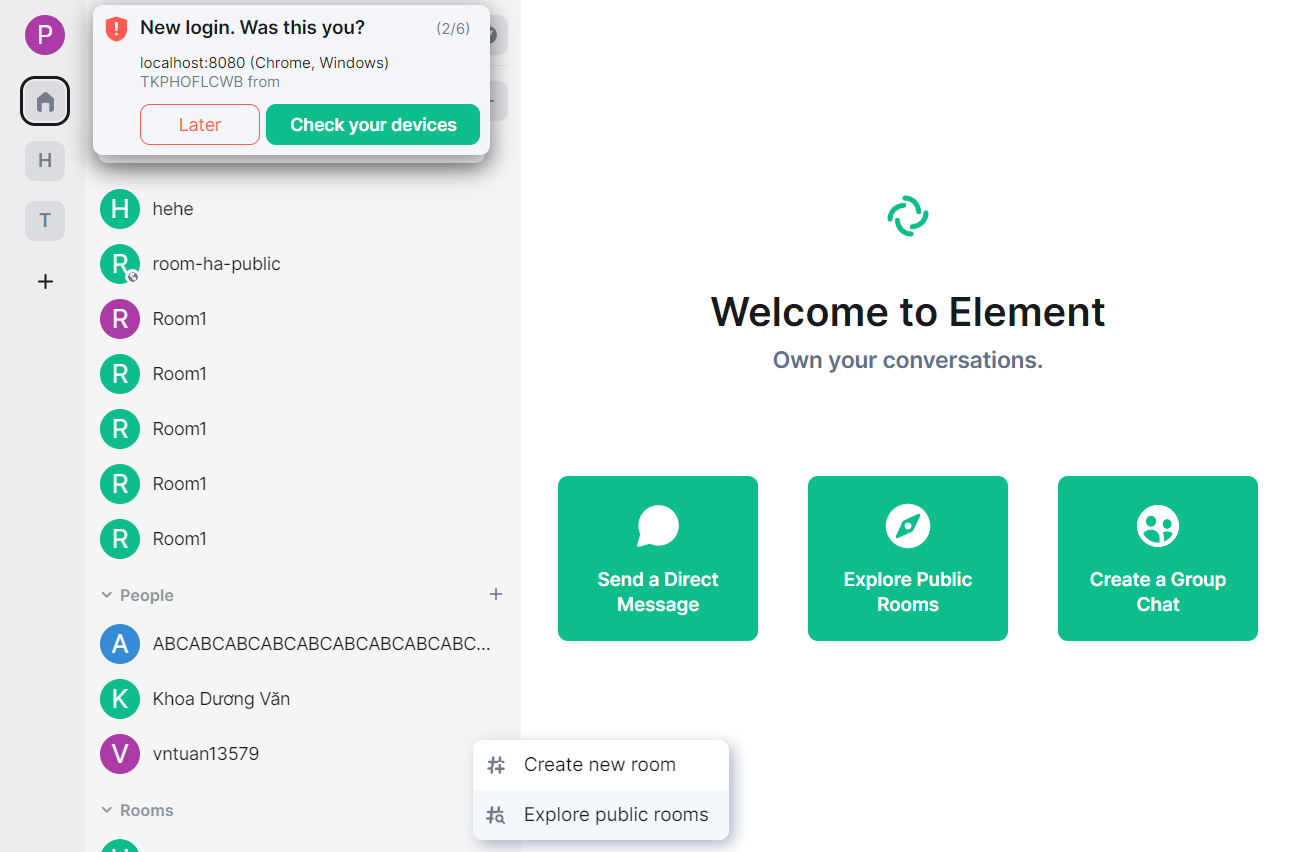 P
New login. Was this you?
(2/6)
localhost:8080 (Chrome, Windows)
TKPHOFLCWB from
Later
Check your devices
H
T
H hehe
R room-ha-public
R Room1
R Room1
R Room1
R Room1
R Room1
People
A ABCABCABCABCABCABCABCABCABC...
K Khoa Dương Văn
V vntuan13579
Rooms
Welcome to Element
Own your conversations.
Send a Direct
Message
Explore Public
Rooms
Create a Group
Chat
Create new room
Explore public rooms